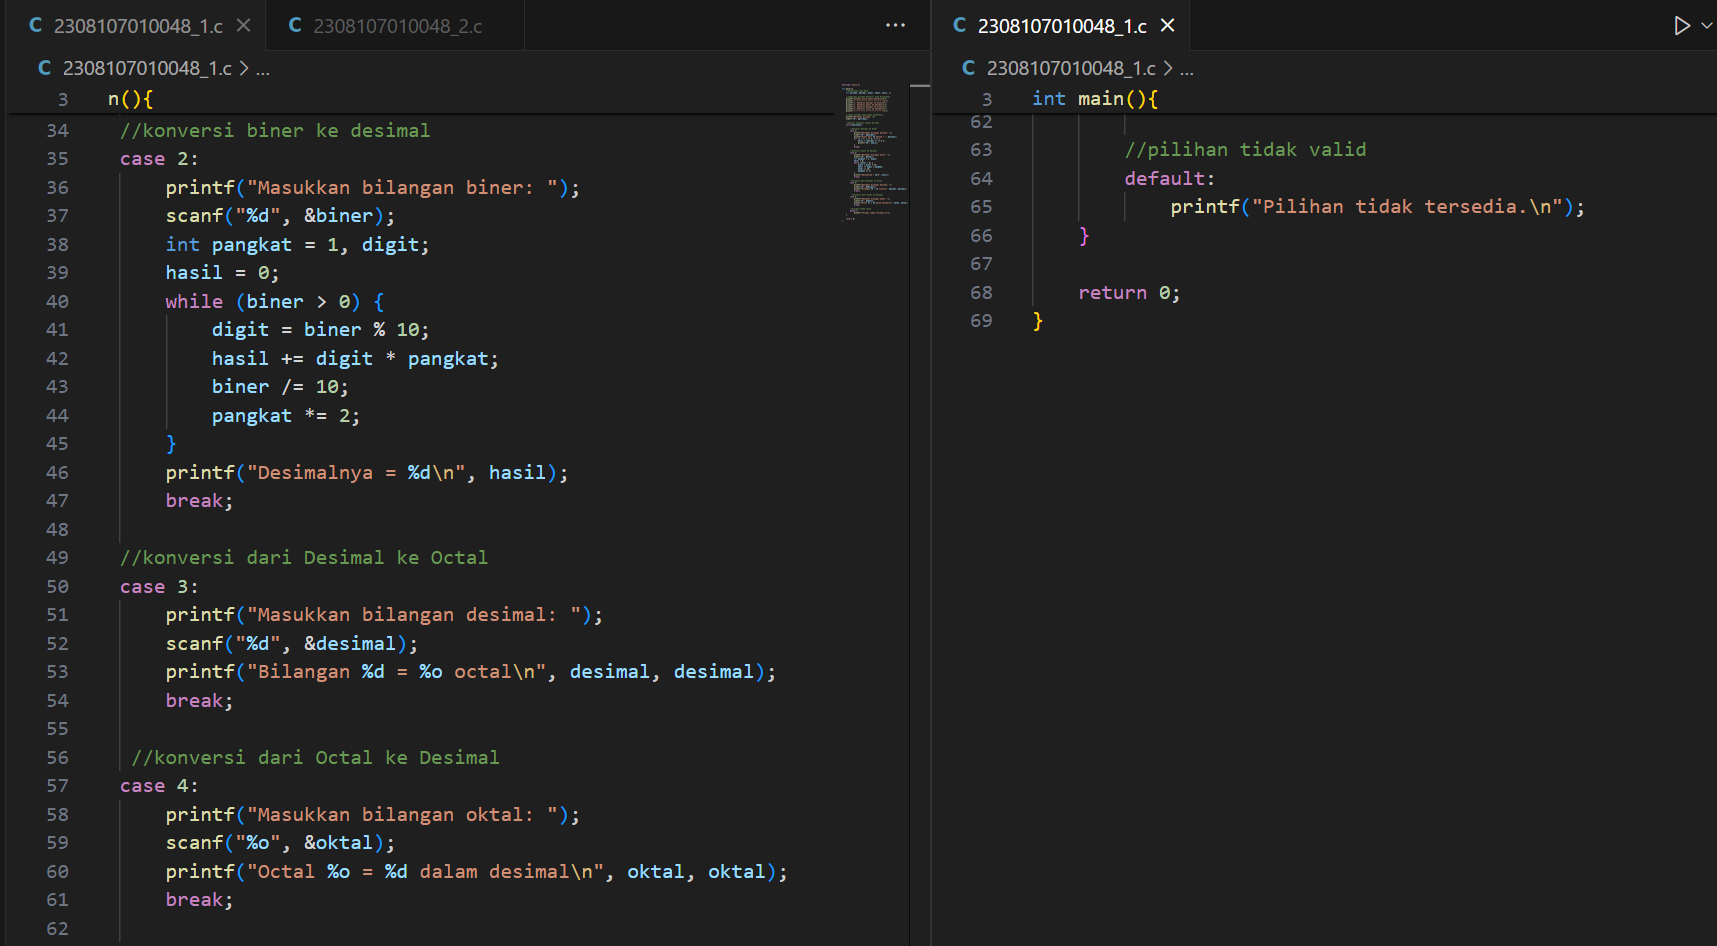 C 2308107010048_1.c ×
C 2308107010048_2.c
...
C 2308107010048_1.c > ...
3 n(){
34 //konversi biner ke desimal
35 case 2:
36 printf("Masukkan bilangan biner: ");
37 scanf("%d", &biner);
38 int pangkat = 1, digit;
39 hasil = 0;
40 while (biner > 0) {
41 digit = biner % 10;
42 hasil += digit * pangkat;
43 biner /= 10;
44 pangkat *= 2;
45 }
46 printf("Desimalnya = %d\n", hasil);
47 break;
48
49 //konversi dari Desimal ke Octal
50 case 3:
51 printf("Masukkan bilangan desimal: ");
52 scanf("%d", &desimal);
53 printf("Bilangan %d = %o octal\n", desimal, desimal);
54 break;
55
56 //konversi dari Octal ke Desimal
57 case 4:
58 printf("Masukkan bilangan oktal: ");
59 scanf("%o", &oktal);
60 printf("Octal %o = %d dalam desimal\n", oktal, oktal);
61 break;
62
C 2308107010048_1.c ×
C 2308107010048_1.c > ...
3 int main(){
62
63 //pilihan tidak valid
64 default:
65 printf("Pilihan tidak tersedia.\n");
66 }
67
68 return 0;
69 }